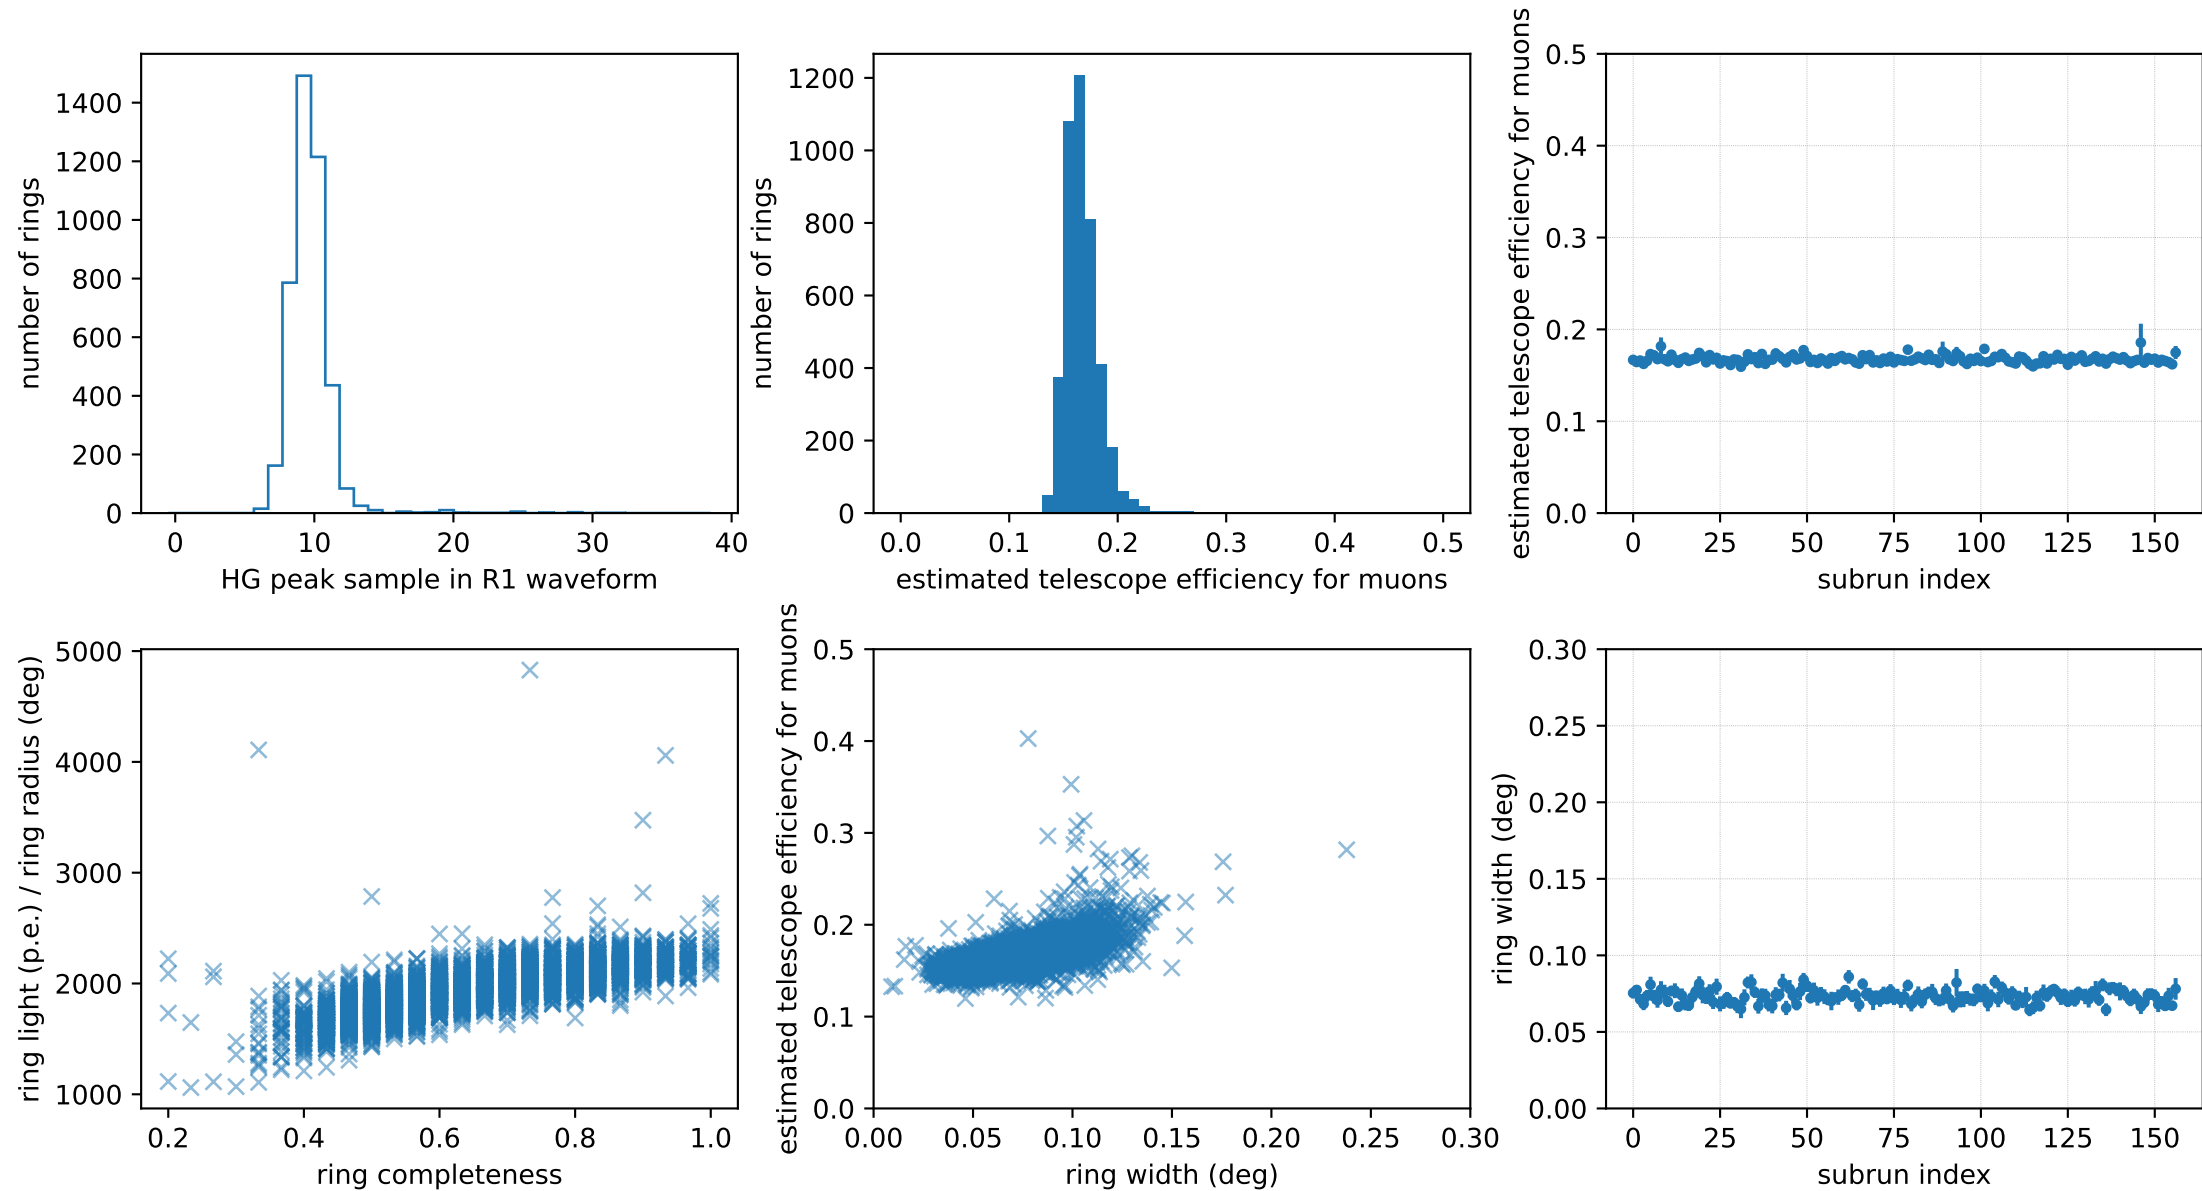 number of rings
1400
1200
1000
800
600
400
200
0
0 10 20 30 40
HG peak sample in R1 waveform
number of rings
1200
1000
800
600
400
200
0
0.0 0.1 0.2 0.3 0.4 0.5
estimated telescope efficiency for muons
estimated telescope efficiency for muons
0.5
0.4
0.3
0.2
0.1
0.0
0 25 50 75 100 125 150
subrun index
ring light (p.e.) / ring radius (deg)
5000
4000
3000
2000
1000
0.2 0.4 0.6 0.8 1.0
ring completeness
estimated telescope efficiency for muons
0.5
0.4
0.3
0.2
0.1
0.0
0.00 0.05 0.10 0.15 0.20 0.25 0.30
ring width (deg)
ring width (deg)
0.30
0.25
0.20
0.15
0.10
0.05
0.00
0 25 50 75 100 125 150
subrun index